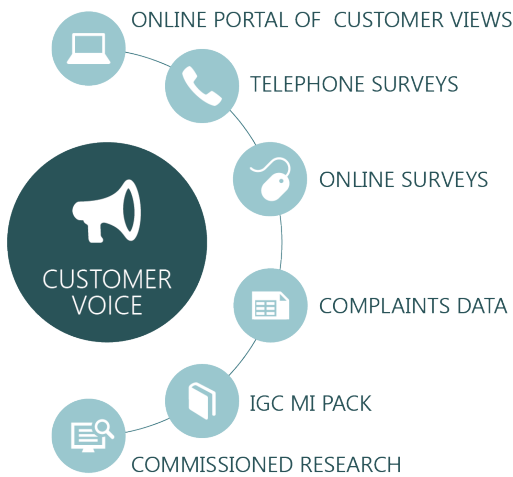 ONLINE PORTAL OF CUSTOMER VIEWS
TELEPHONE SURVEYS
ONLINE SURVEYS
CUSTOMER
VOICE
COMPLAINTS DATA
IGC MI PACK
COMMISSIONED RESEARCH